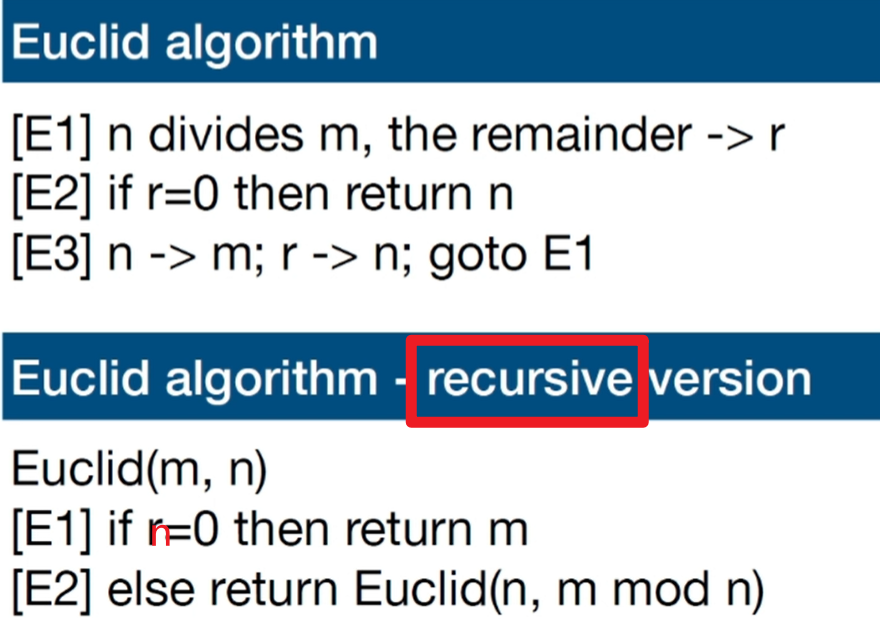 Euclid algorithm
[E1] n divides m, the remainder -> r
[E2] if r=0 then return n
[E3] n -> m; r -> n; goto E1
Euclid algorithm - recursive version
Euclid(m, n)
[E1] if n=0 then return m
[E2] else return Euclid(n, m mod n)